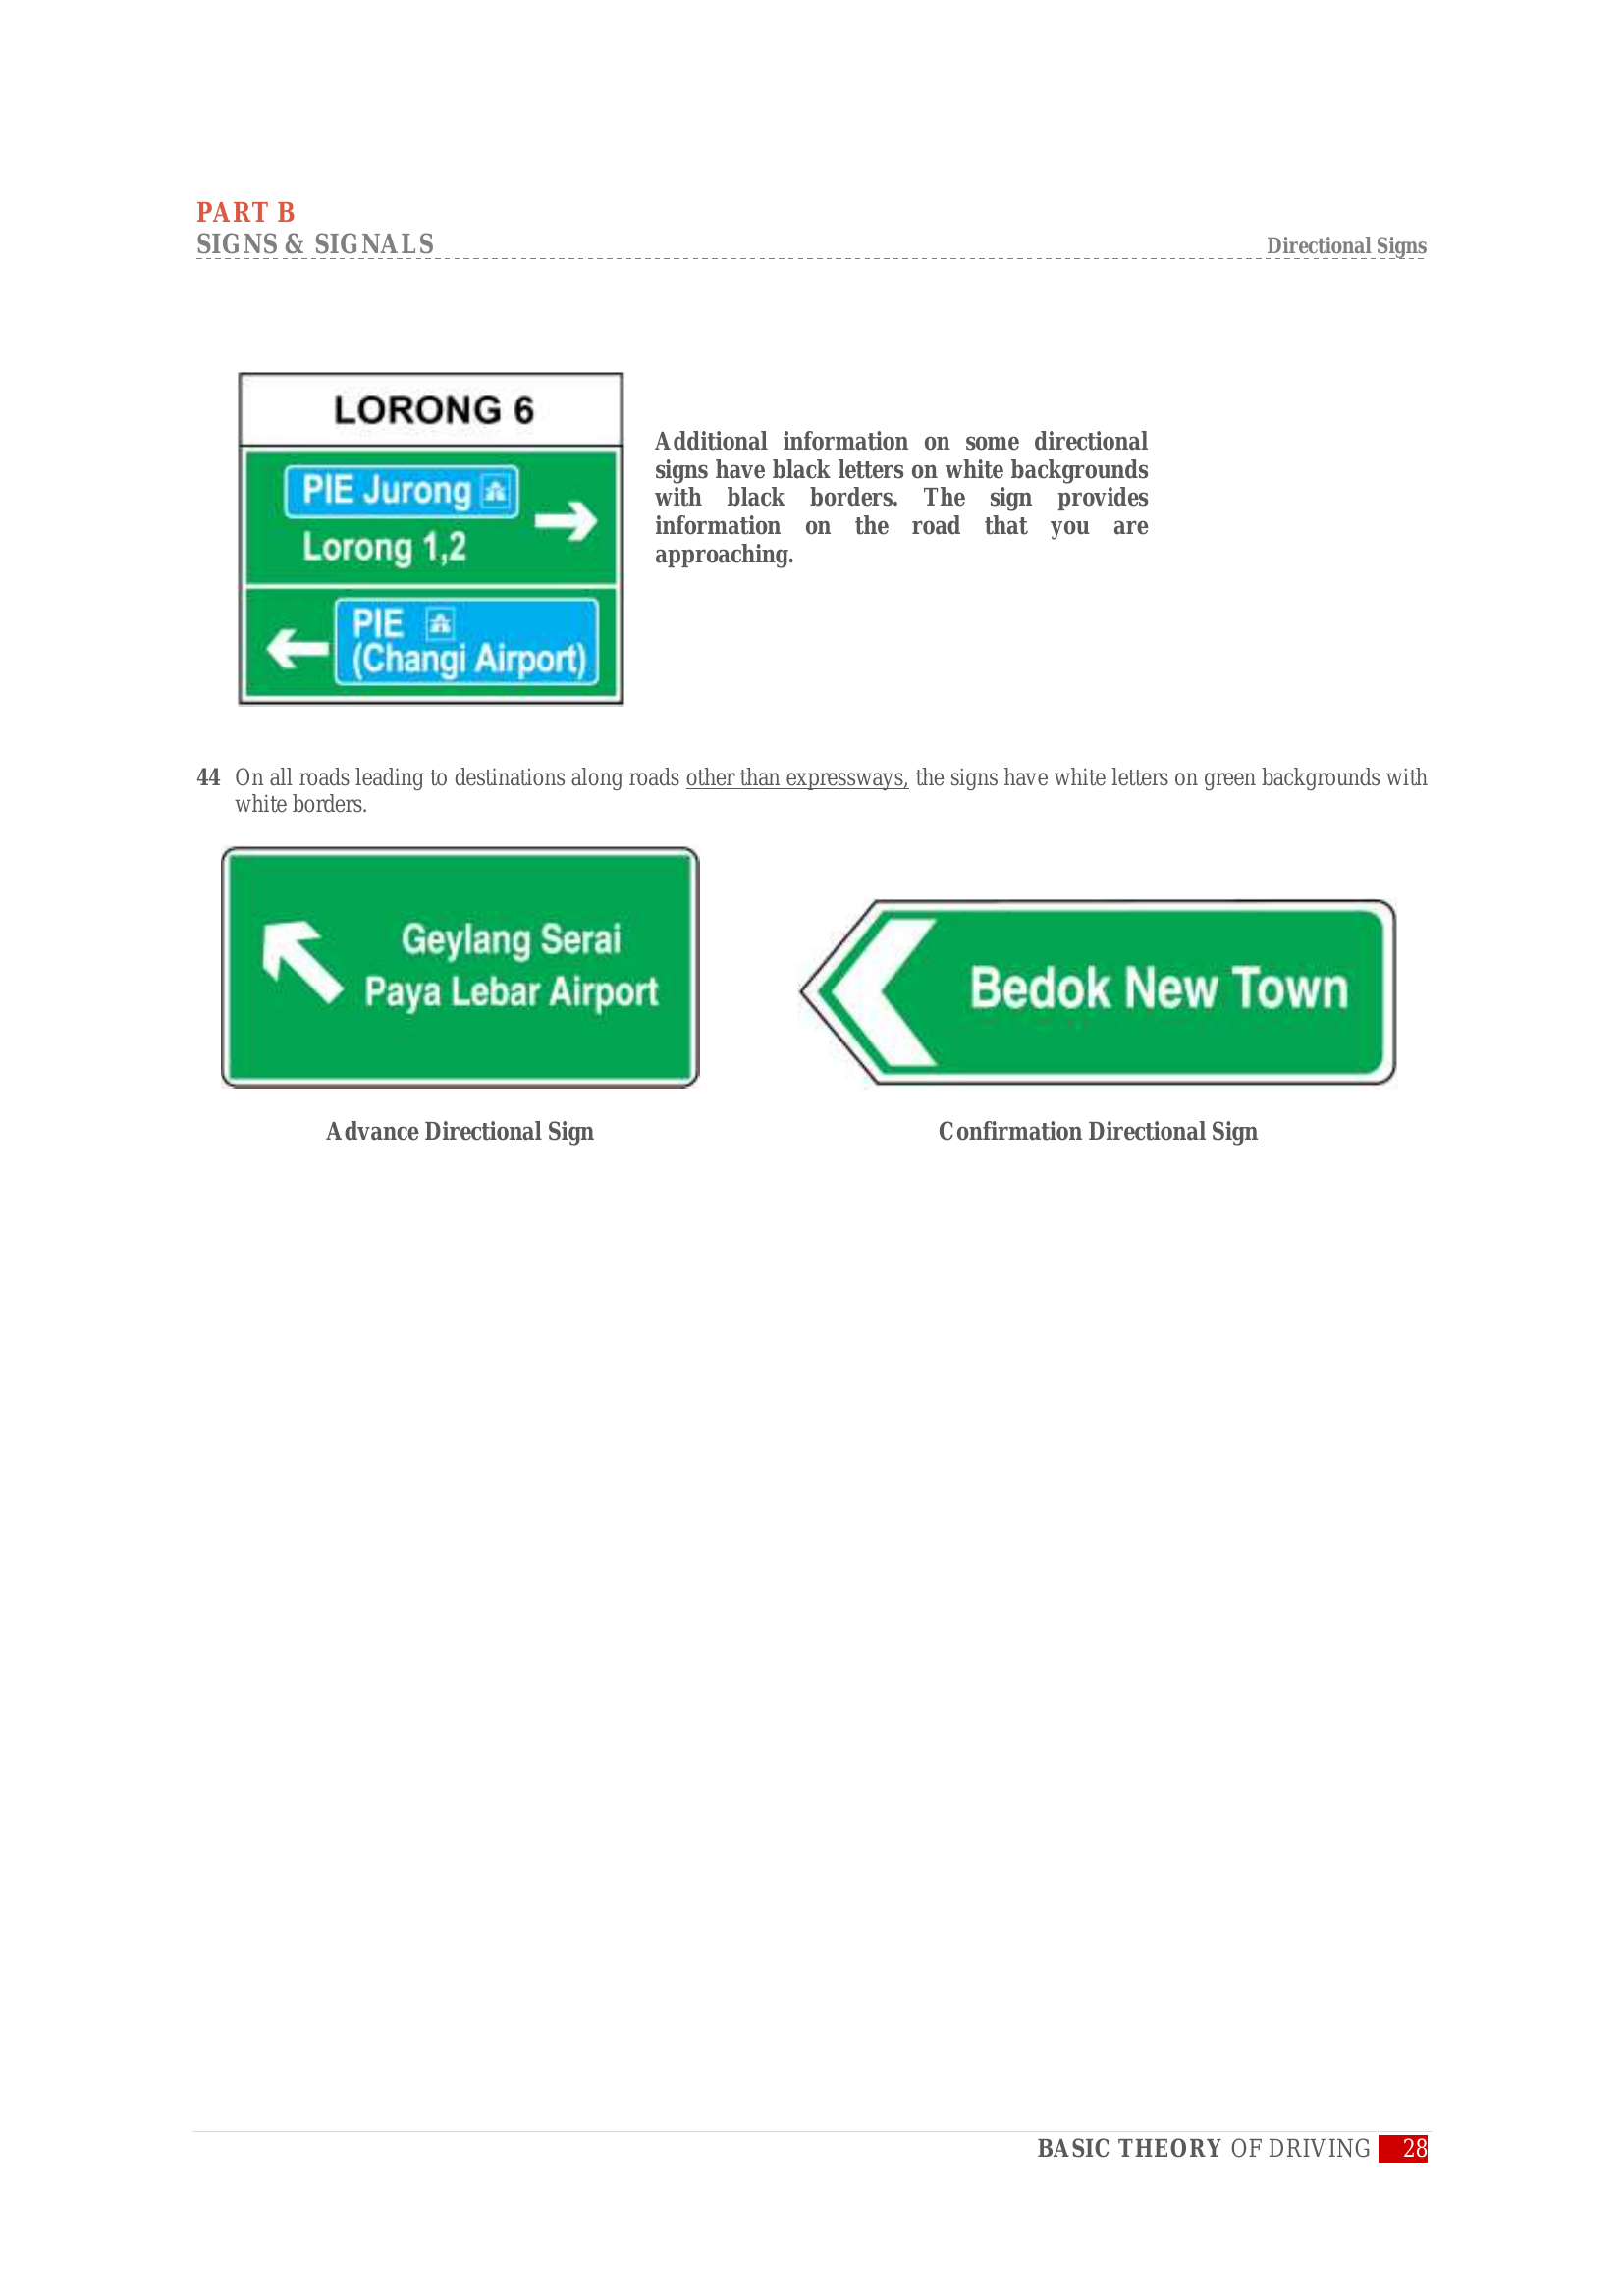 PART B
SIGNS & SIGNALS
Directional Signs
LORONG 6
PIE Jurong
Lorong 1,2
PIE
(Changi Airport)
Additional information on some directional
signs have black letters on white backgrounds
with black borders. The sign provides
information on the road that you are
approaching.
44 On all roads leading to destinations along roads other than expressways, the signs have white letters on green backgrounds with
white borders.
Geylang Serai
Paya Lebar Airport
Bedok New Town
Advance Directional Sign
Confirmation Directional Sign
BASIC THEORY OF DRIVING 28